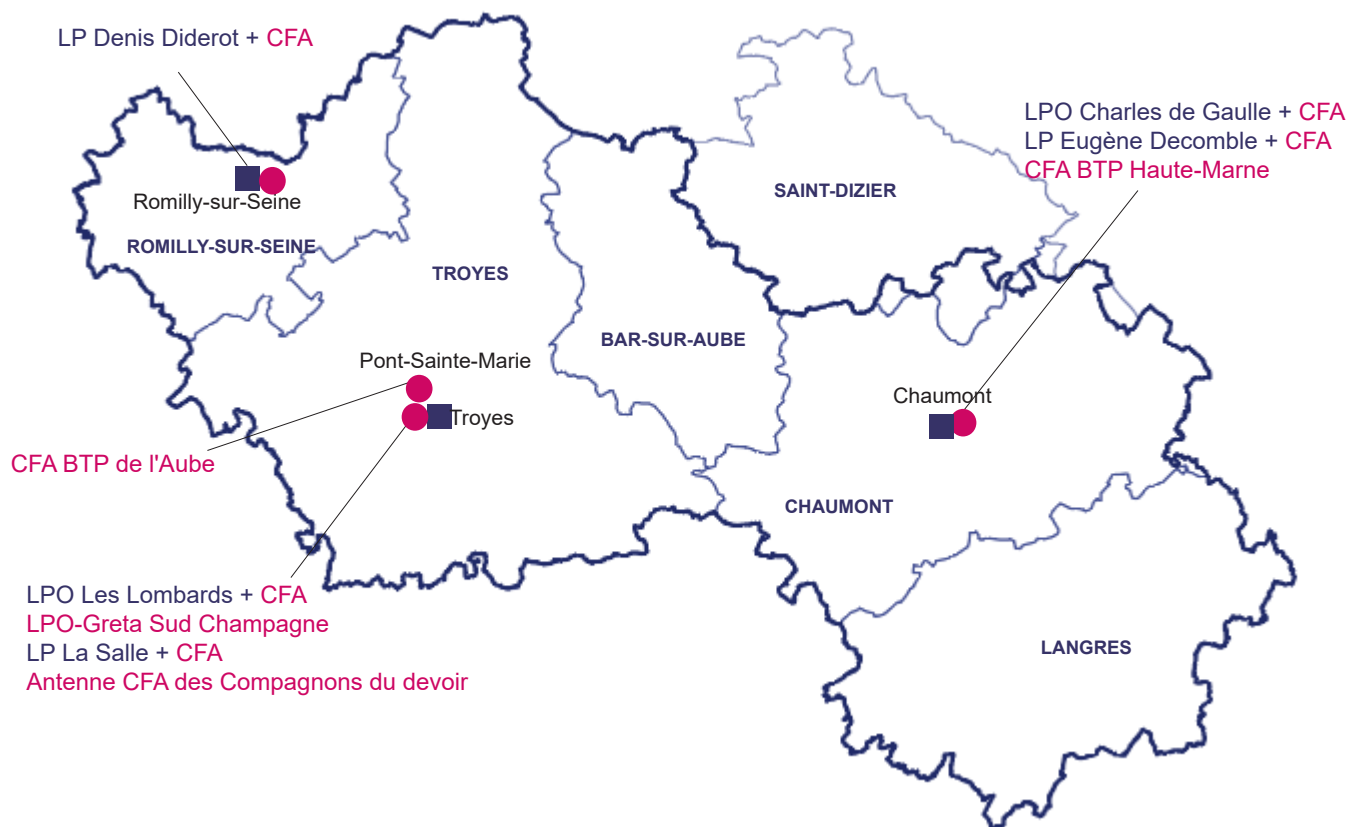 LP Denis Diderot + CFA
LPO Charles de Gaulle + CFA
LP Eugène Decomble + CFA
CFA BTP Haute-Marne
SAINT-DIZIER
Romilly-sur-Seine
ROMILLY-SUR-SEINE
TROYES
BAR-SUR-AUBE
Pont-Sainte-Marie
Chaumont
Troyes
CFA BTP de l'Aube
CHAUMONT
LPO Les Lombards + CFA
LPO-Greta Sud Champagne
LP La Salle + CFA
Antenne CFA des Compagnons du devoir
LANGRES